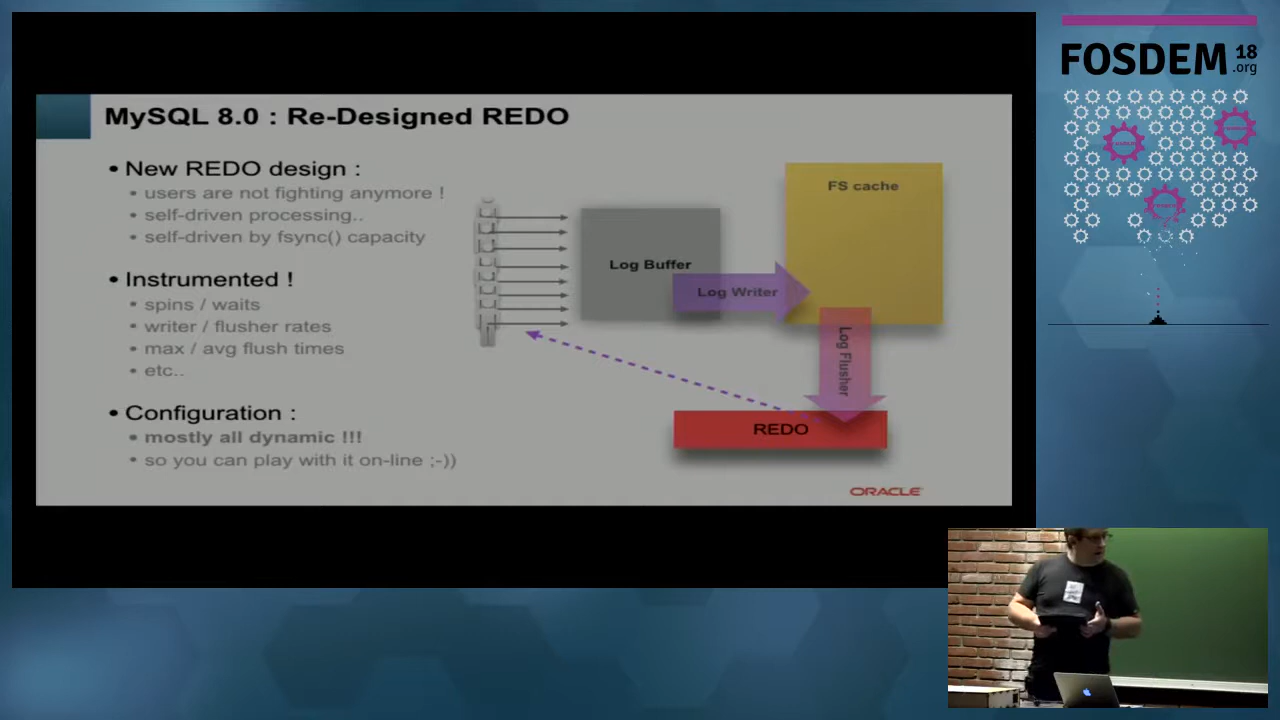 MySQL 8.0 : Re-Designed REDO
• New REDO design :
• users are not fighting anymore !
• self-driven processing..
• self-driven by fsync() capacity
• Instrumented !
• spins / waits
• writer / flusher rates
• max / avg flush times
• etc..
• Configuration :
• mostly all dynamic !!!
• so you can play with it on-line ;-))
Log Buffer
Log Writer
FS cache
Log Flusher
REDO
ORACLE
FOSDEM 18
.org